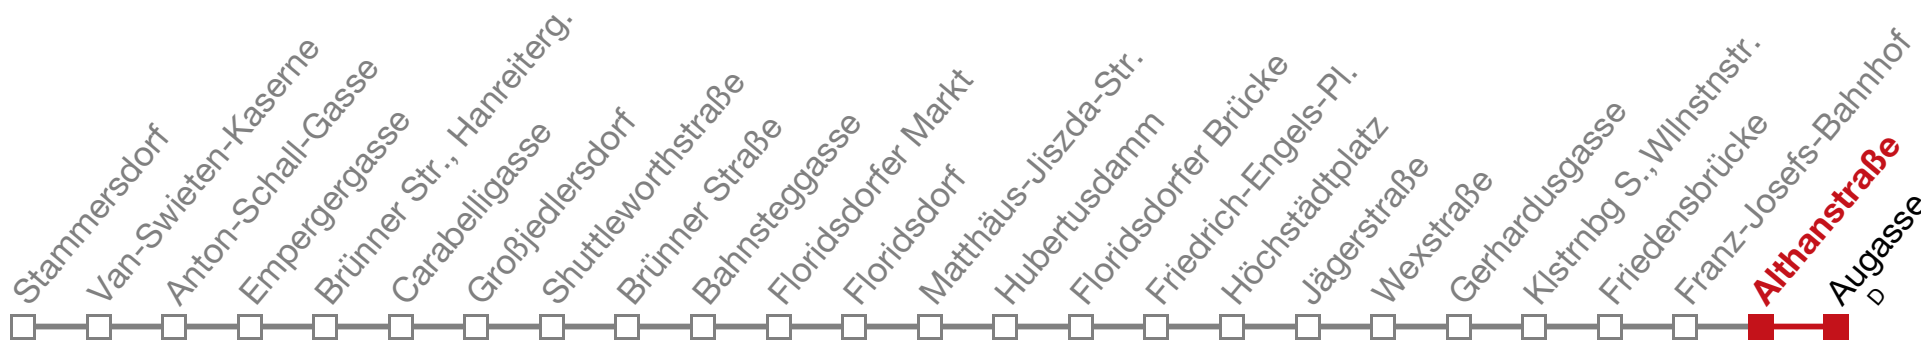 Stammersdorf
Van-Swieten-Kaserne
Anton-Schall-Gasse
Empergergasse
Brünner Str., Hanreiterg.
Carabelligasse
Großjedlersdorf
Shuttleworthstraße
Brünner Straße
Bahnsteggasse
Floridsdorfer Markt
Floridsdorf
Matthäus-Jiszda-Str.
Hubertusdamm
Floridsdorfer Brücke
Friedrich-Engels-Pl.
Höchstädtplatz
Jägerstraße
Wexstraße
Gerhardusgasse
Klstrnbg S., Wllnstnstr.
Friedensbrücke
Franz-Josefs-Bahnhof
Althanstraße
Augasse
D